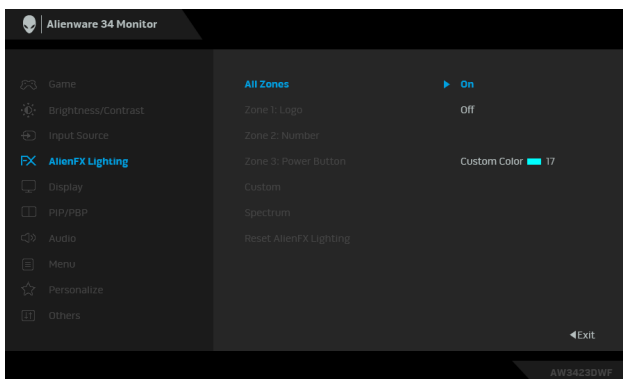 Alienware 34 Monitor
Game
All Zones
On
Brightness/Contrast
Zone 1: Logo
Off
Input Source
Zone 2: Number
FX AlienFX Lighting
Zone 3: Power Button
Custom Color 17
Display
Custom
PIP/PBP
Spectrum
Audio
Reset AlienFX Lighting
Menu
Personalize
Others
Exit
AW3423DWF